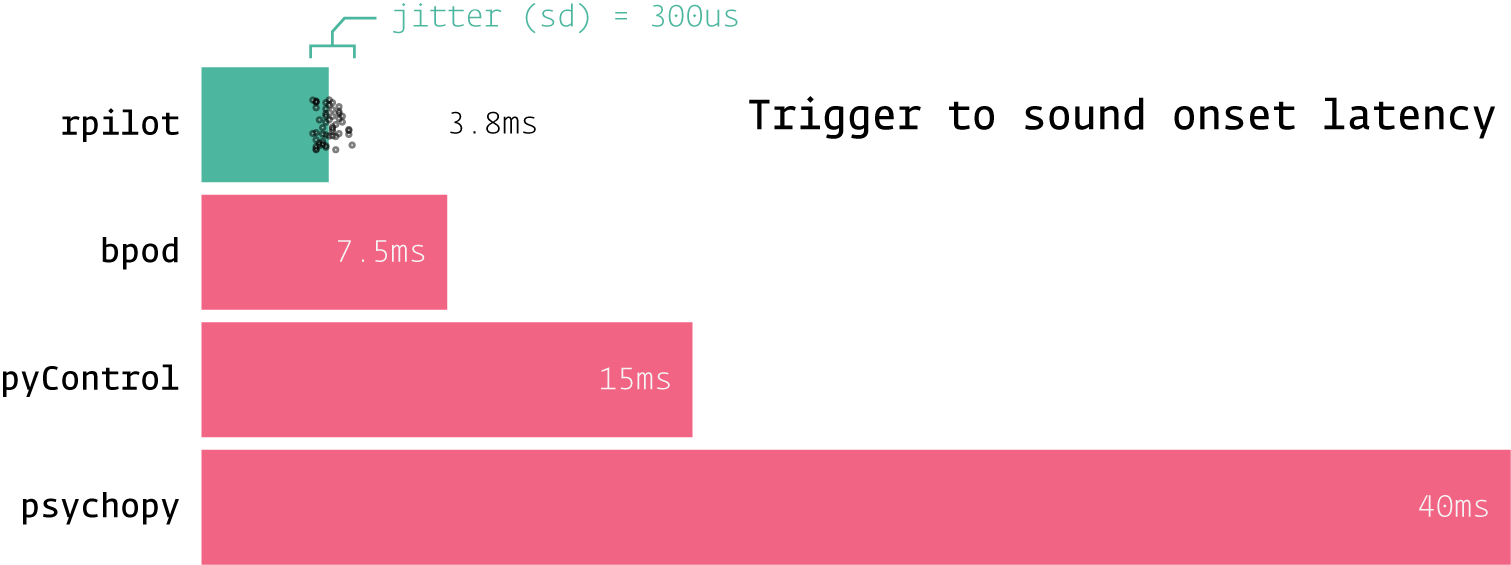 jitter (sd) = 300us
rpilot 3.8ms
Trigger to sound onset latency
bpod 7.5ms
pyControl 15ms
psychopy 40ms